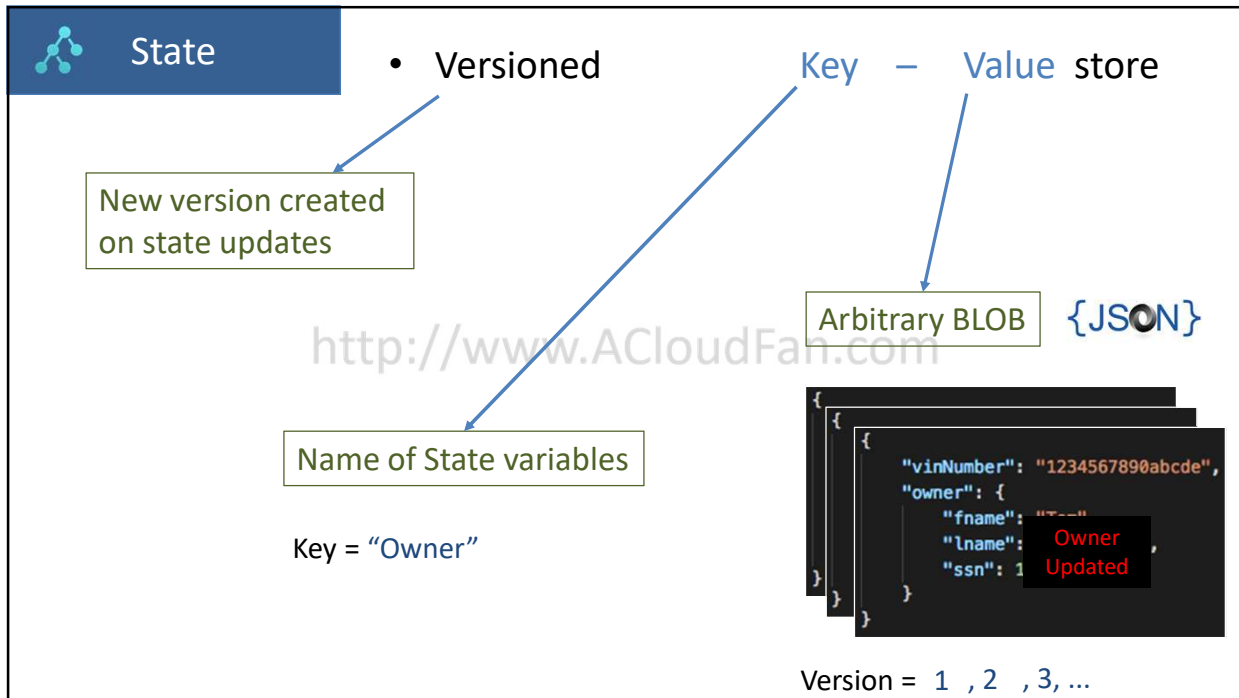 State
• Versioned Key – Value store
New version created
on state updates
Arbitrary BLOB {JSON}
http://www.ACloudFan.com
Name of State variables
Key = "Owner"
{
{
{
"vinNumber": "1234567890abcde",
"owner": {
"fname":
"lname": ,
"ssn": 1
}
}
}
}
Owner
Updated
Version = 1 , 2 , 3, ...